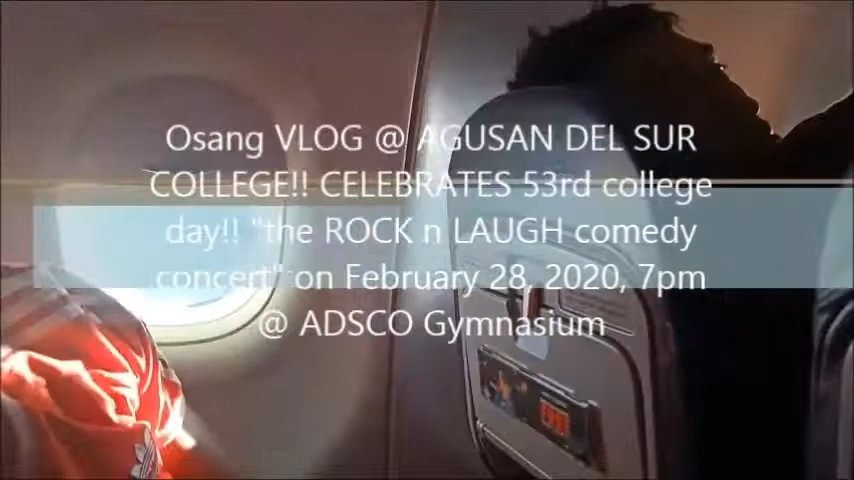 Osang VLOG @ AGUSAN DEL SUR
COLLEGE!! CELEBRATES 53rd college
day!! "the ROCK n LAUGH comedy
concert" on February 28, 2020, 7pm
@ ADSCO Gymnasium